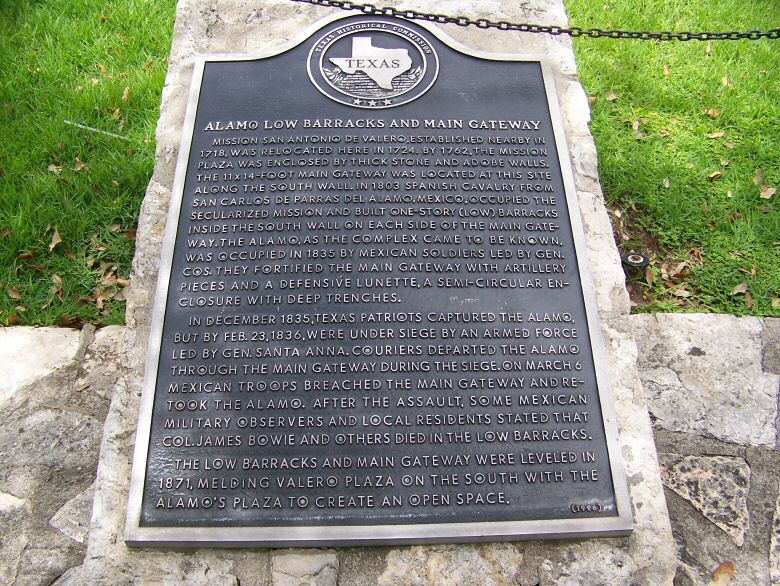 TEXAS HISTORICAL COMMISSION
TEXAS
ALAMO LOW BARRACKS AND MAIN GATEWAY
MISSION SAN ANTONIO DE VALERO, ESTABLISHED NEARBY IN
1718, WAS RELOCATED HERE IN 1724. BY 1762, THE MISSION
PLAZA WAS ENCLOSED BY THICK STONE AND ADOBE WALLS.
THE 11x14-FOOT MAIN GATEWAY WAS LOCATED AT THIS SITE
ALONG THE SOUTH WALL. IN 1803 SPANISH CAVALRY FROM
SAN CARLOS DE PARRAS DEL ALAMO, MEXICO, OCCUPIED THE
SECULARIZED MISSION AND BUILT ONE-STORY (LOW) BARRACKS
INSIDE THE SOUTH WALL ON EACH SIDE OF THE MAIN GATE-
WAY. THE ALAMO, AS THE COMPLEX CAME TO BE KNOWN,
WAS OCCUPIED IN 1835 BY MEXICAN SOLDIERS LED BY GEN.
COS. THEY FORTIFIED THE MAIN GATEWAY WITH ARTILLERY
PIECES AND A DEFENSIVE LUNETTE, A SEMI-CIRCULAR EN-
CLOSURE WITH DEEP TRENCHES.
IN DECEMBER 1835, TEXAS PATRIOTS CAPTURED THE ALAMO,
BUT BY FEB. 23, 1836, WERE UNDER SIEGE BY AN ARMED FORCE
LED BY GEN. SANTA ANNA. COURIERS DEPARTED THE ALAMO
THROUGH THE MAIN GATEWAY DURING THE SIEGE. ON MARCH 6
MEXICAN TROOPS BREACHED THE MAIN GATEWAY AND RE-
TOOK THE ALAMO. AFTER THE ASSAULT, SOME MEXICAN
MILITARY OBSERVERS AND LOCAL RESIDENTS STATED THAT
COL. JAMES BOWIE AND OTHERS DIED IN THE LOW BARRACKS.
THE LOW BARRACKS AND MAIN GATEWAY WERE LEVELED IN
1871, MELDING VALERO PLAZA ON THE SOUTH WITH THE
ALAMO'S PLAZA TO CREATE AN OPEN SPACE.
(1996)